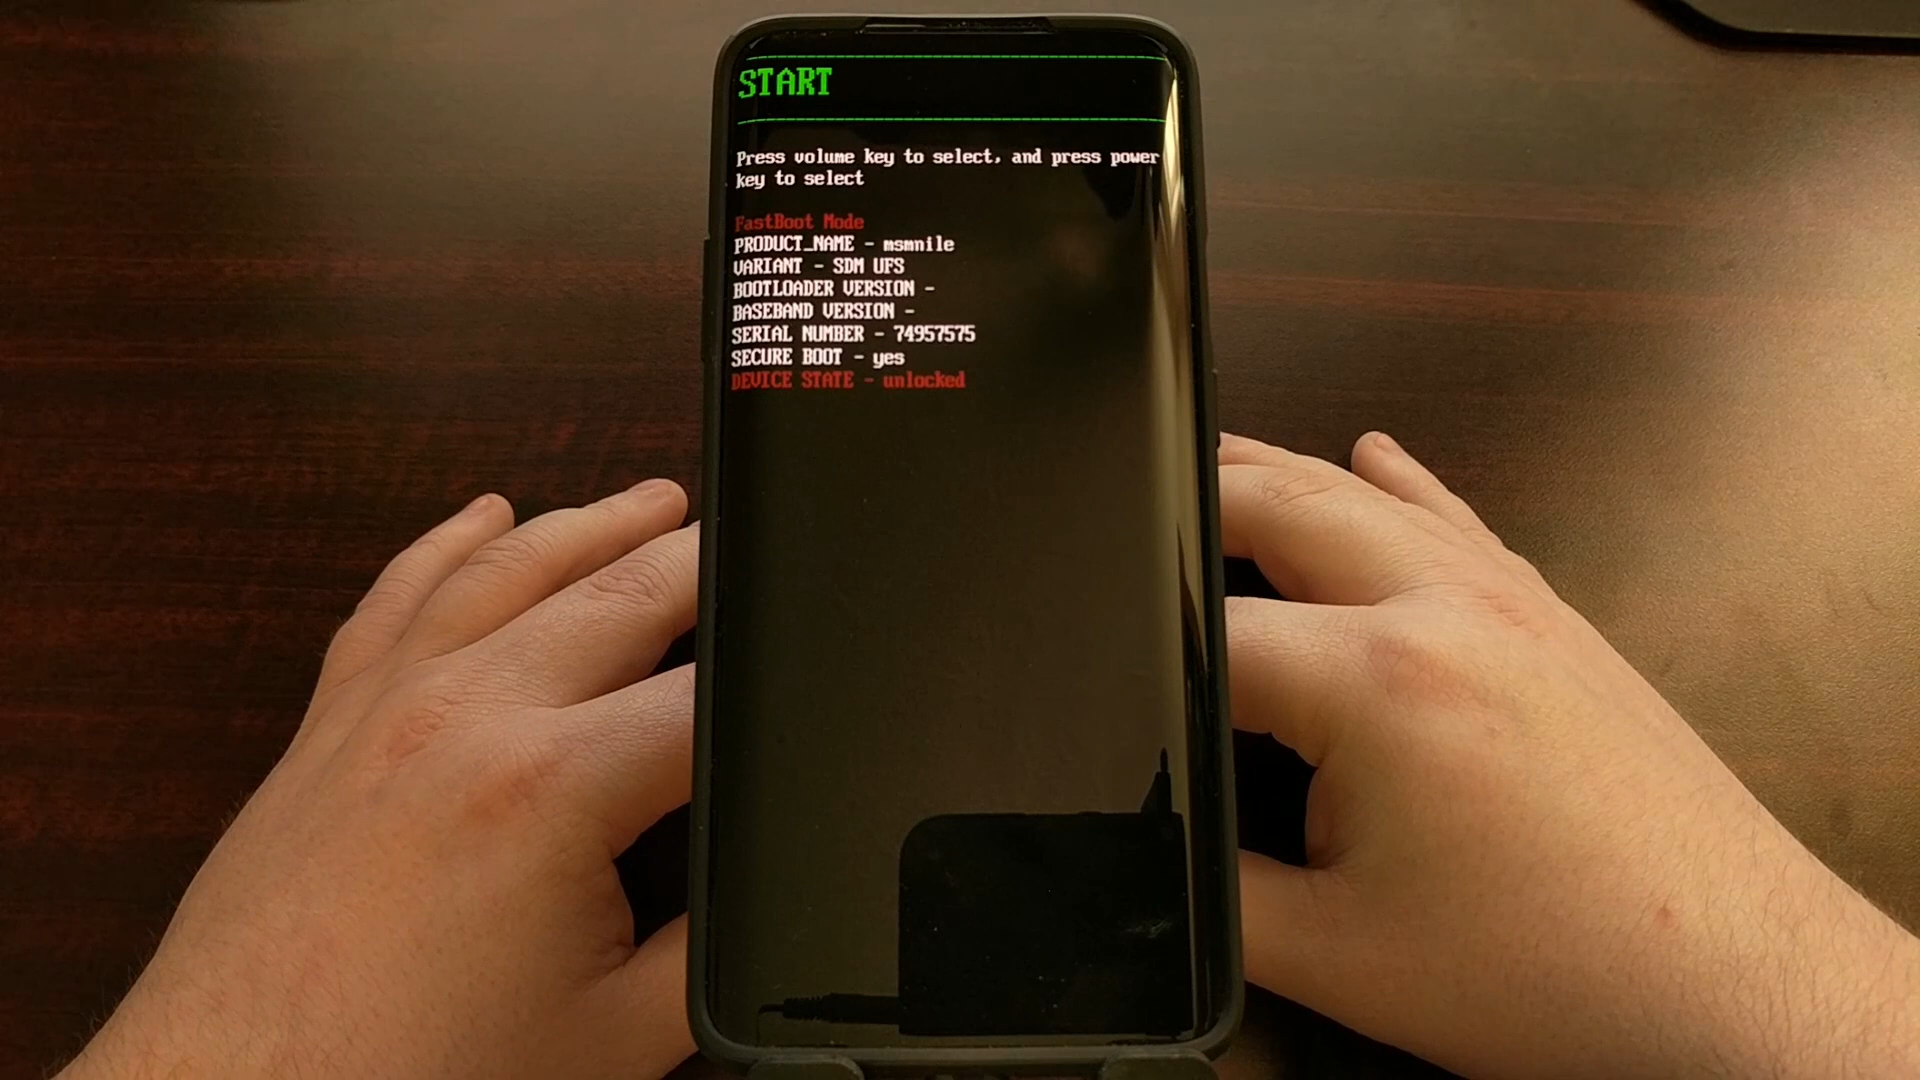 START
Press volume key to select, and press power
key to select
FastBoot Mode
PRODUCT_NAME - msmnile
VARIANT - SDM UFS
BOOTLOADER VERSION -
BASEBAND VERSION -
SERIAL NUMBER - 74957575
SECURE BOOT - yes
DEVICE STATE - unlocked